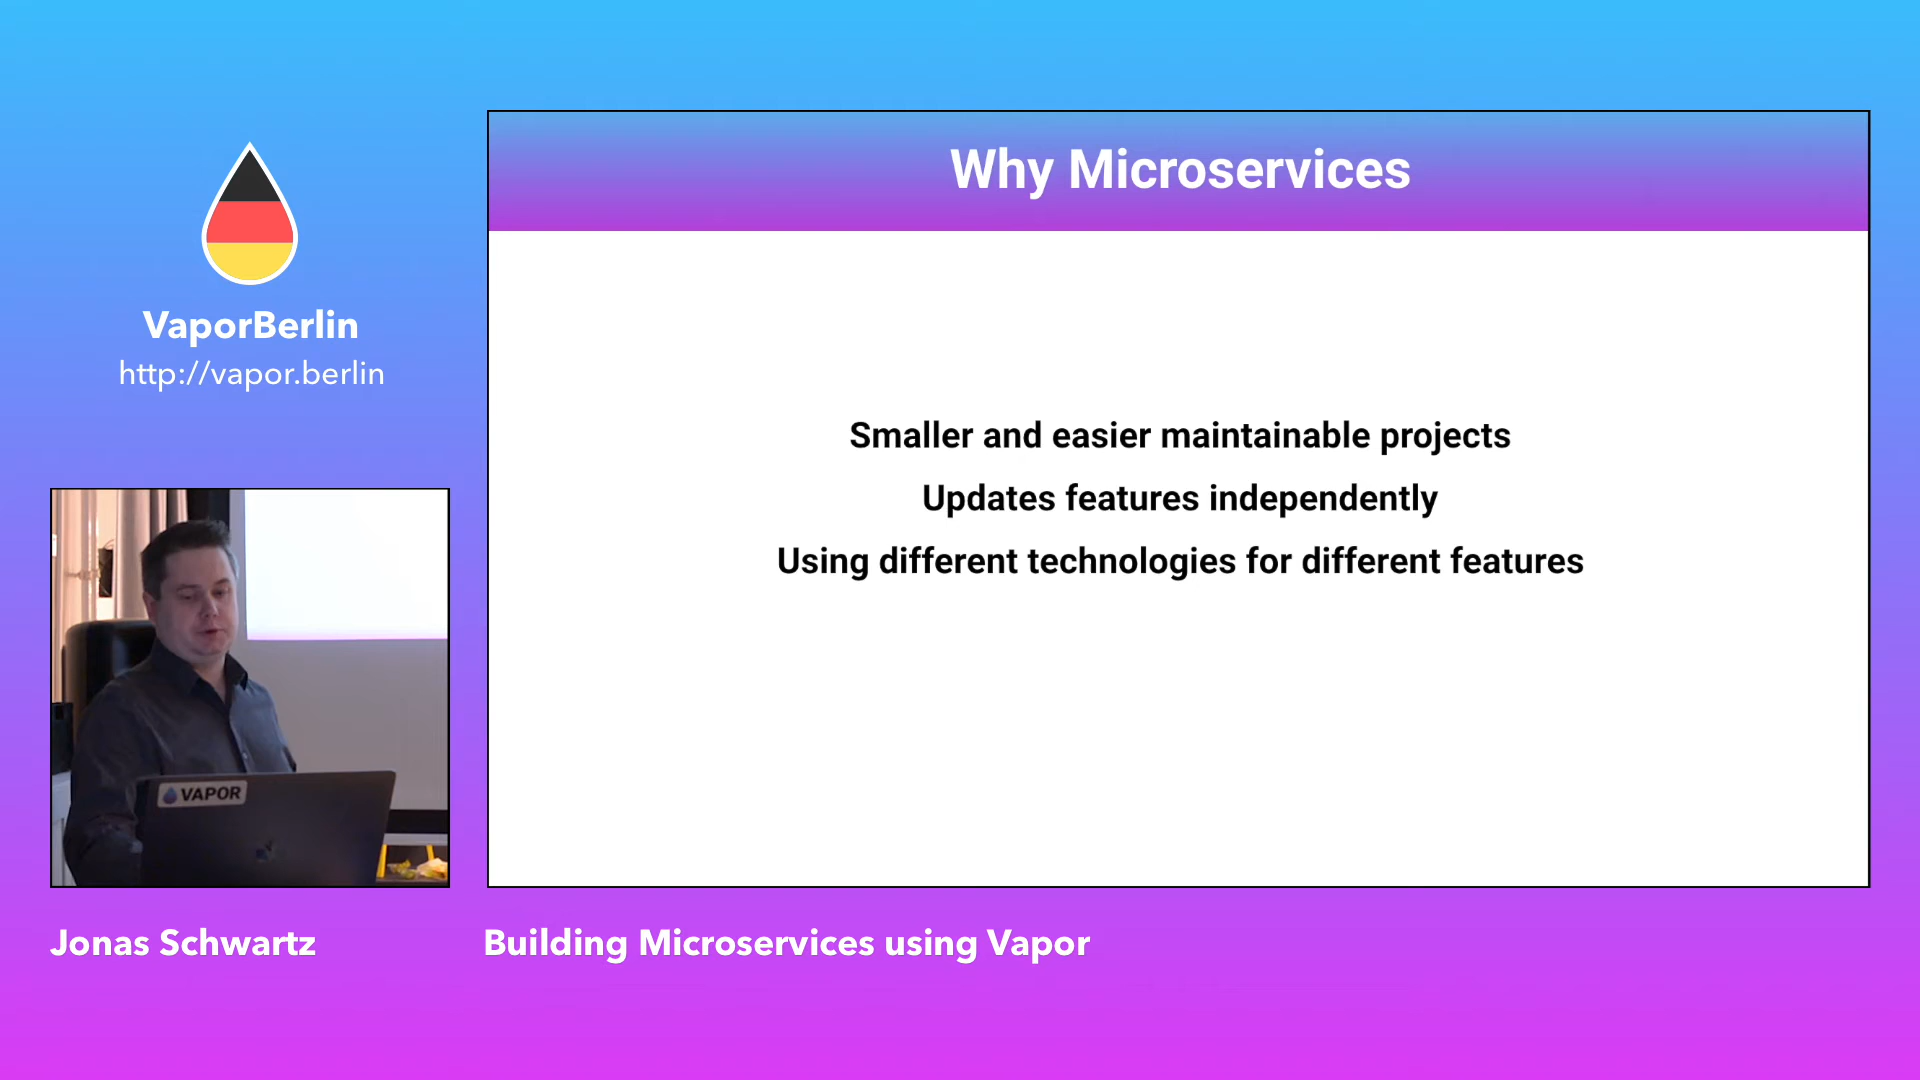 VaporBerlin
http://vapor.berlin
Why Microservices
Smaller and easier maintainable projects
Updates features independently
Using different technologies for different features
VAPOR
Jonas Schwartz
Building Microservices using Vapor